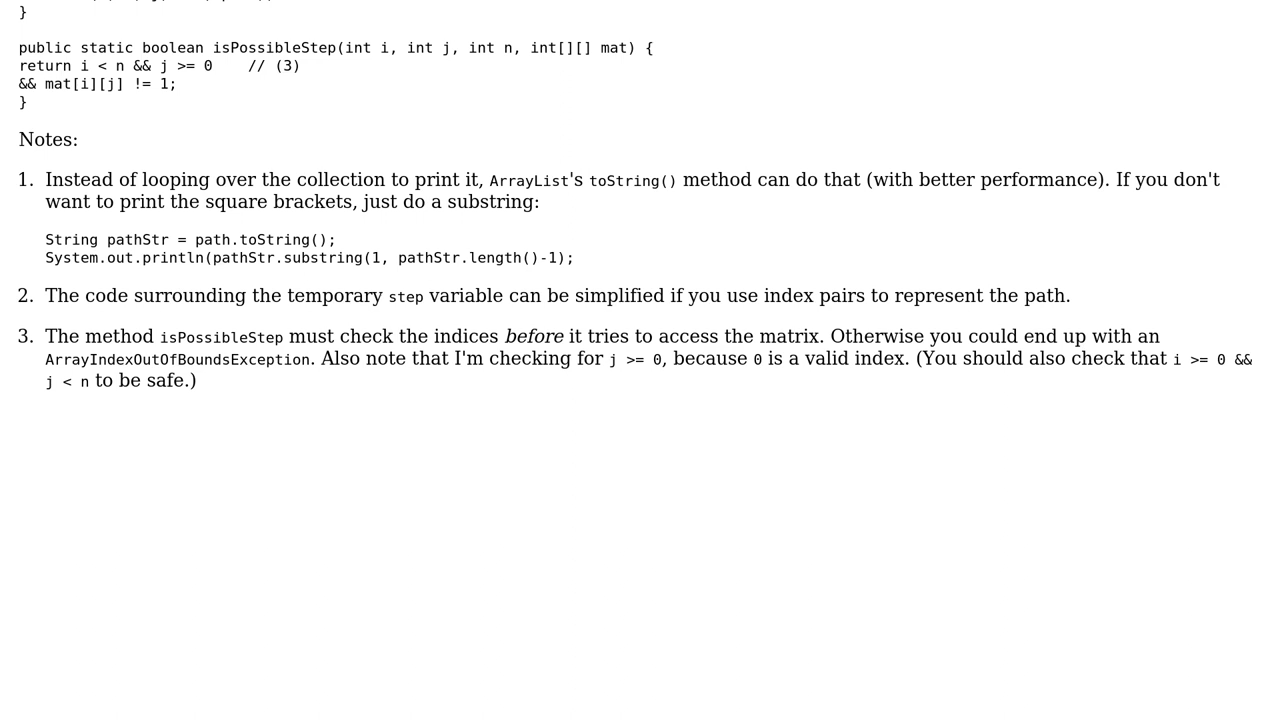 }
public static boolean isPossibleStep(int i, int j, int n, int[][] mat) {
return i < n && j >= 0    // (3)
&& mat[i][j] != 1;
}
Notes:
1. Instead of looping over the collection to print it, ArrayList's toString() method can do that (with better performance). If you don't
want to print the square brackets, just do a substring:
String pathStr = path.toString();
System.out.println(pathStr.substring(1, pathStr.length()-1);
2. The code surrounding the temporary step variable can be simplified if you use index pairs to represent the path.
3. The method isPossibleStep must check the indices before it tries to access the matrix. Otherwise you could end up with an
ArrayIndexOutOfBoundsException. Also note that I'm checking for j >= 0, because 0 is a valid index. (You should also check that i >= 0 &&
j < n to be safe.)